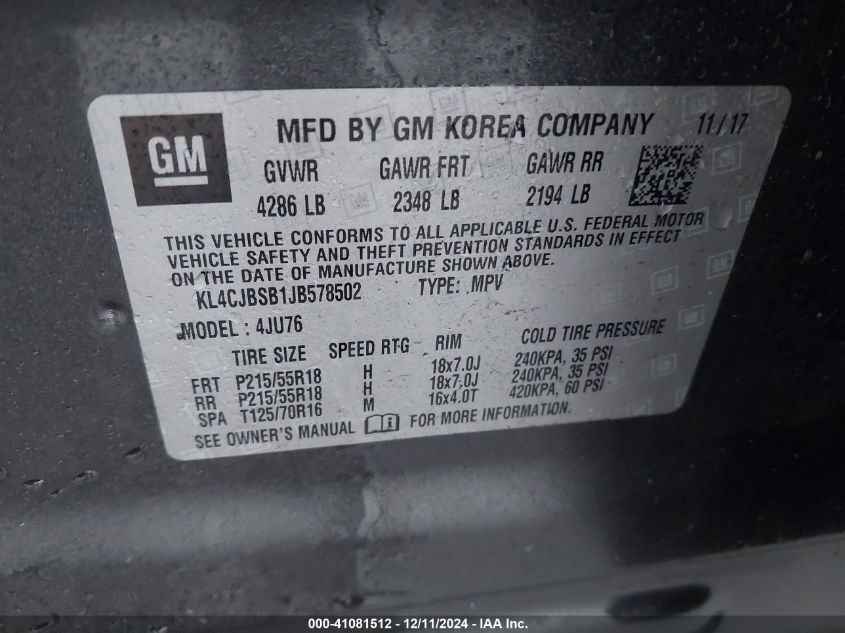 GM
MFD BY GM KOREA COMPANY 11/17
GVWR GAWR FRT GAWR RR
4286 LB 2348 LB 2194 LB
THIS VEHICLE CONFORMS TO ALL APPLICABLE U.S. FEDERAL MOTOR
VEHICLE SAFETY AND THEFT PREVENTION STANDARDS IN EFFECT
ON THE DATE OF MANUFACTURE SHOWN ABOVE.
KL4CJBSB1JB578502 TYPE: MPV
MODEL : 4JU76
TIRE SIZE SPEED RTG RIM COLD TIRE PRESSURE
FRT P215/55R18 H 18x7.0J 240KPA, 35 PSI
RR P215/55R18 H 18x7.0J 240KPA, 35 PSI
SPA T125/70R16 M 16x4.0T 420KPA, 60 PSI
SEE OWNER'S MANUAL FOR MORE INFORMATION.
000-41081512 - 12/11/2024 - IAA Inc.